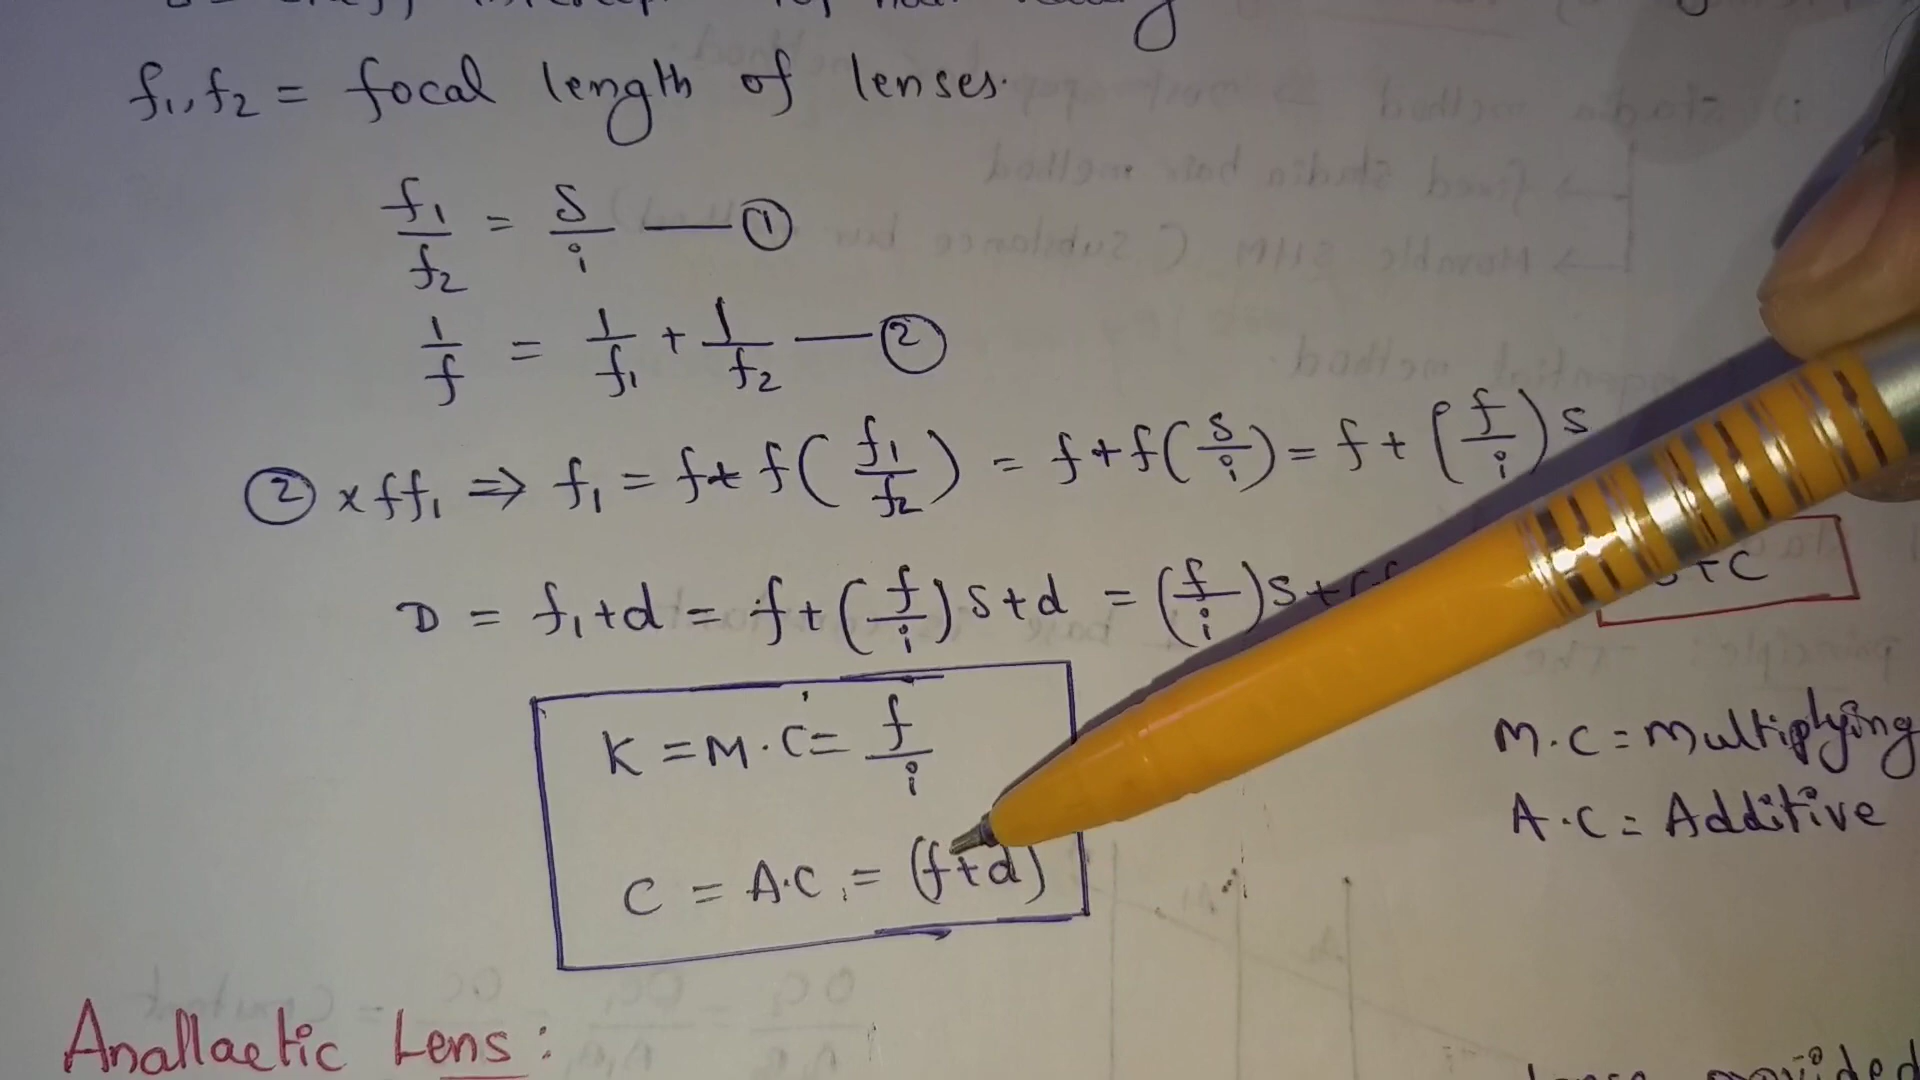 f₁, f₂ = focal length of lenses.
f₁/f₂ = s/i —— ①
1/f = 1/f₁ + 1/f₂ —— ②
② x ff₁ ⇒ f₁ = f + f(f₁/f₂) = f + f(s/i) = f + (f/i) s
D = f₁ + d = f + (f/i) s + d = (f/i) s +
+ C
K = M.C = f/i
M.C = Multiplying
C = A.C. = (f+d)
A.C = Additive
Anallactic Lens :
provided